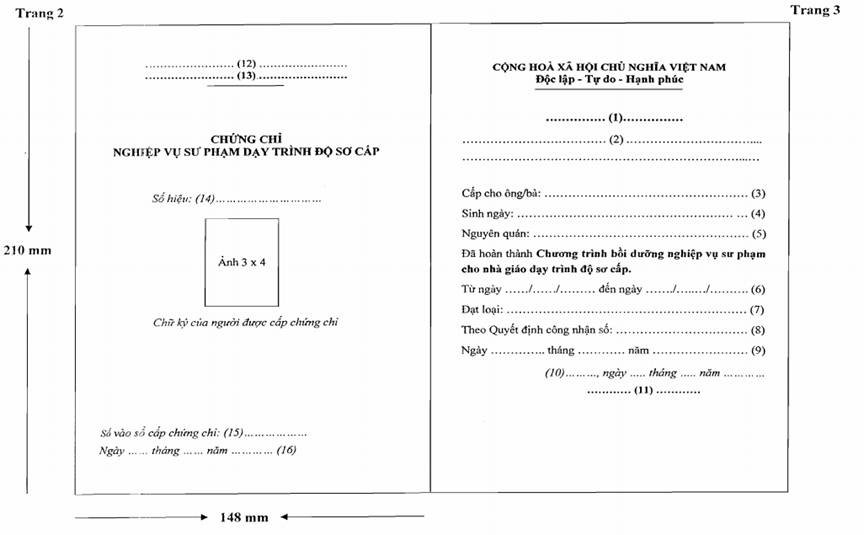 Trang 2
Trang 3
........................ (12) ........................
........................ (13) ........................
CHỨNG CHỈ
NGHIỆP VỤ SƯ PHẠM DẠY TRÌNH ĐỘ SƠ CẤP
Số hiệu: (14)..............................
Ảnh 3 x 4
Chữ ký của người được cấp chứng chỉ
Số vào sổ cấp chứng chỉ: (15)..................
Ngày ...... tháng ...... năm ............ (16)
CỘNG HOÀ XÃ HỘI CHỦ NGHĨA VIỆT NAM
Độc lập - Tự do - Hạnh phúc
............... (1)...............
........................................ (2) ........................................
................................................................................
Cấp cho ông/bà: ........................................................ (3)
Sinh ngày: ............................................................... (4)
Nguyên quán: ........................................................... (5)
Đã hoàn thành Chương trình bồi dưỡng nghiệp vụ sư phạm
cho nhà giáo dạy trình độ sơ cấp.
Từ ngày ....../....../......... đến ngày ......./......../.......... (6)
Đạt loại: .................................................................. (7)
Theo Quyết định công nhận số: ..................................... (8)
Ngày .............. tháng ............ năm ........................... (9)
(10)........., ngày ..... tháng ..... năm ............
............ (11) ............
210 mm
148 mm